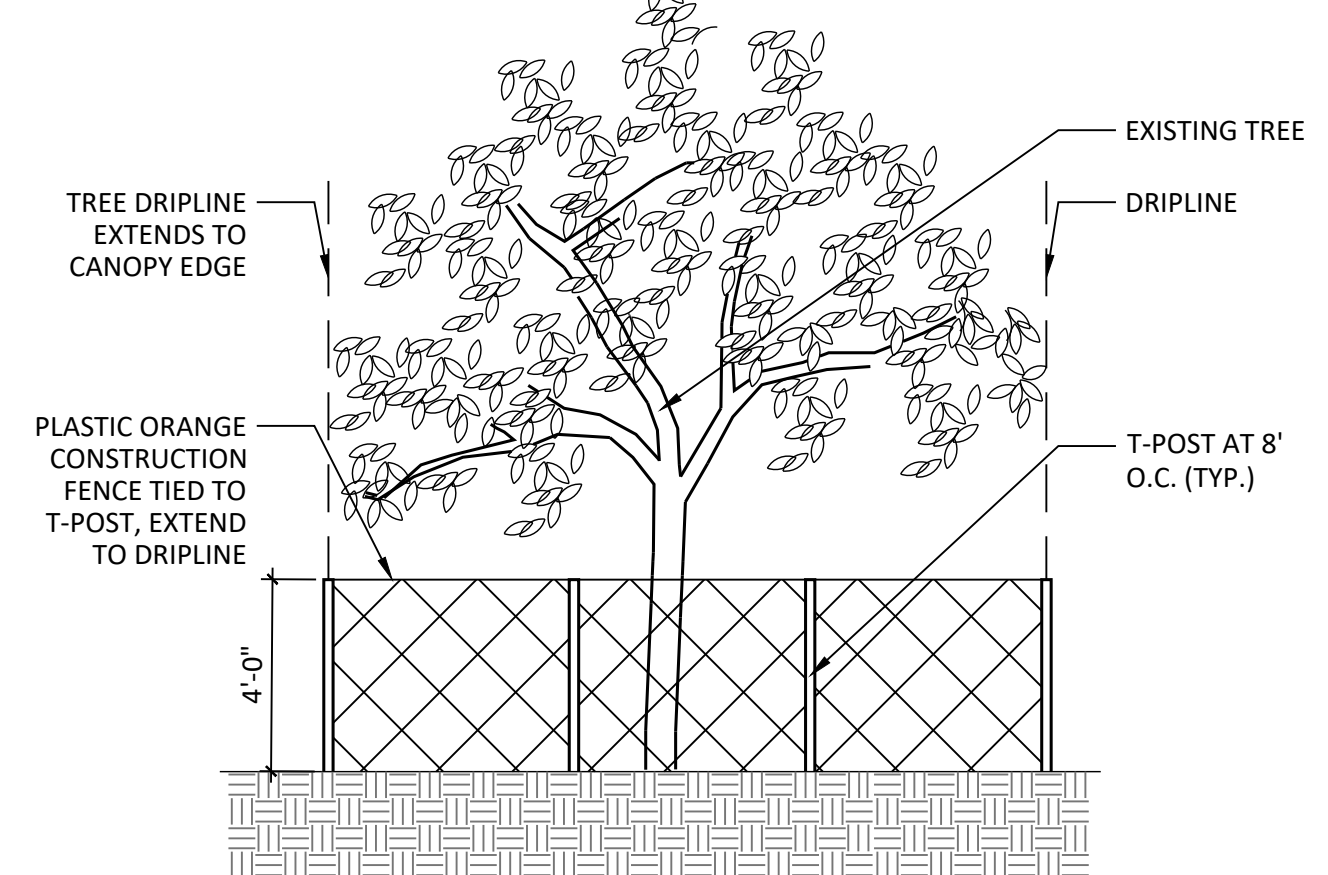 EXISTING TREE
TREE DRIPLINE
EXTENDS TO
CANOPY EDGE
DRIPLINE
PLASTIC ORANGE
CONSTRUCTION
FENCE TIED TO
T-POST, EXTEND
TO DRIPLINE
T-POST AT 8'
O.C. (TYP.)
4'-0"